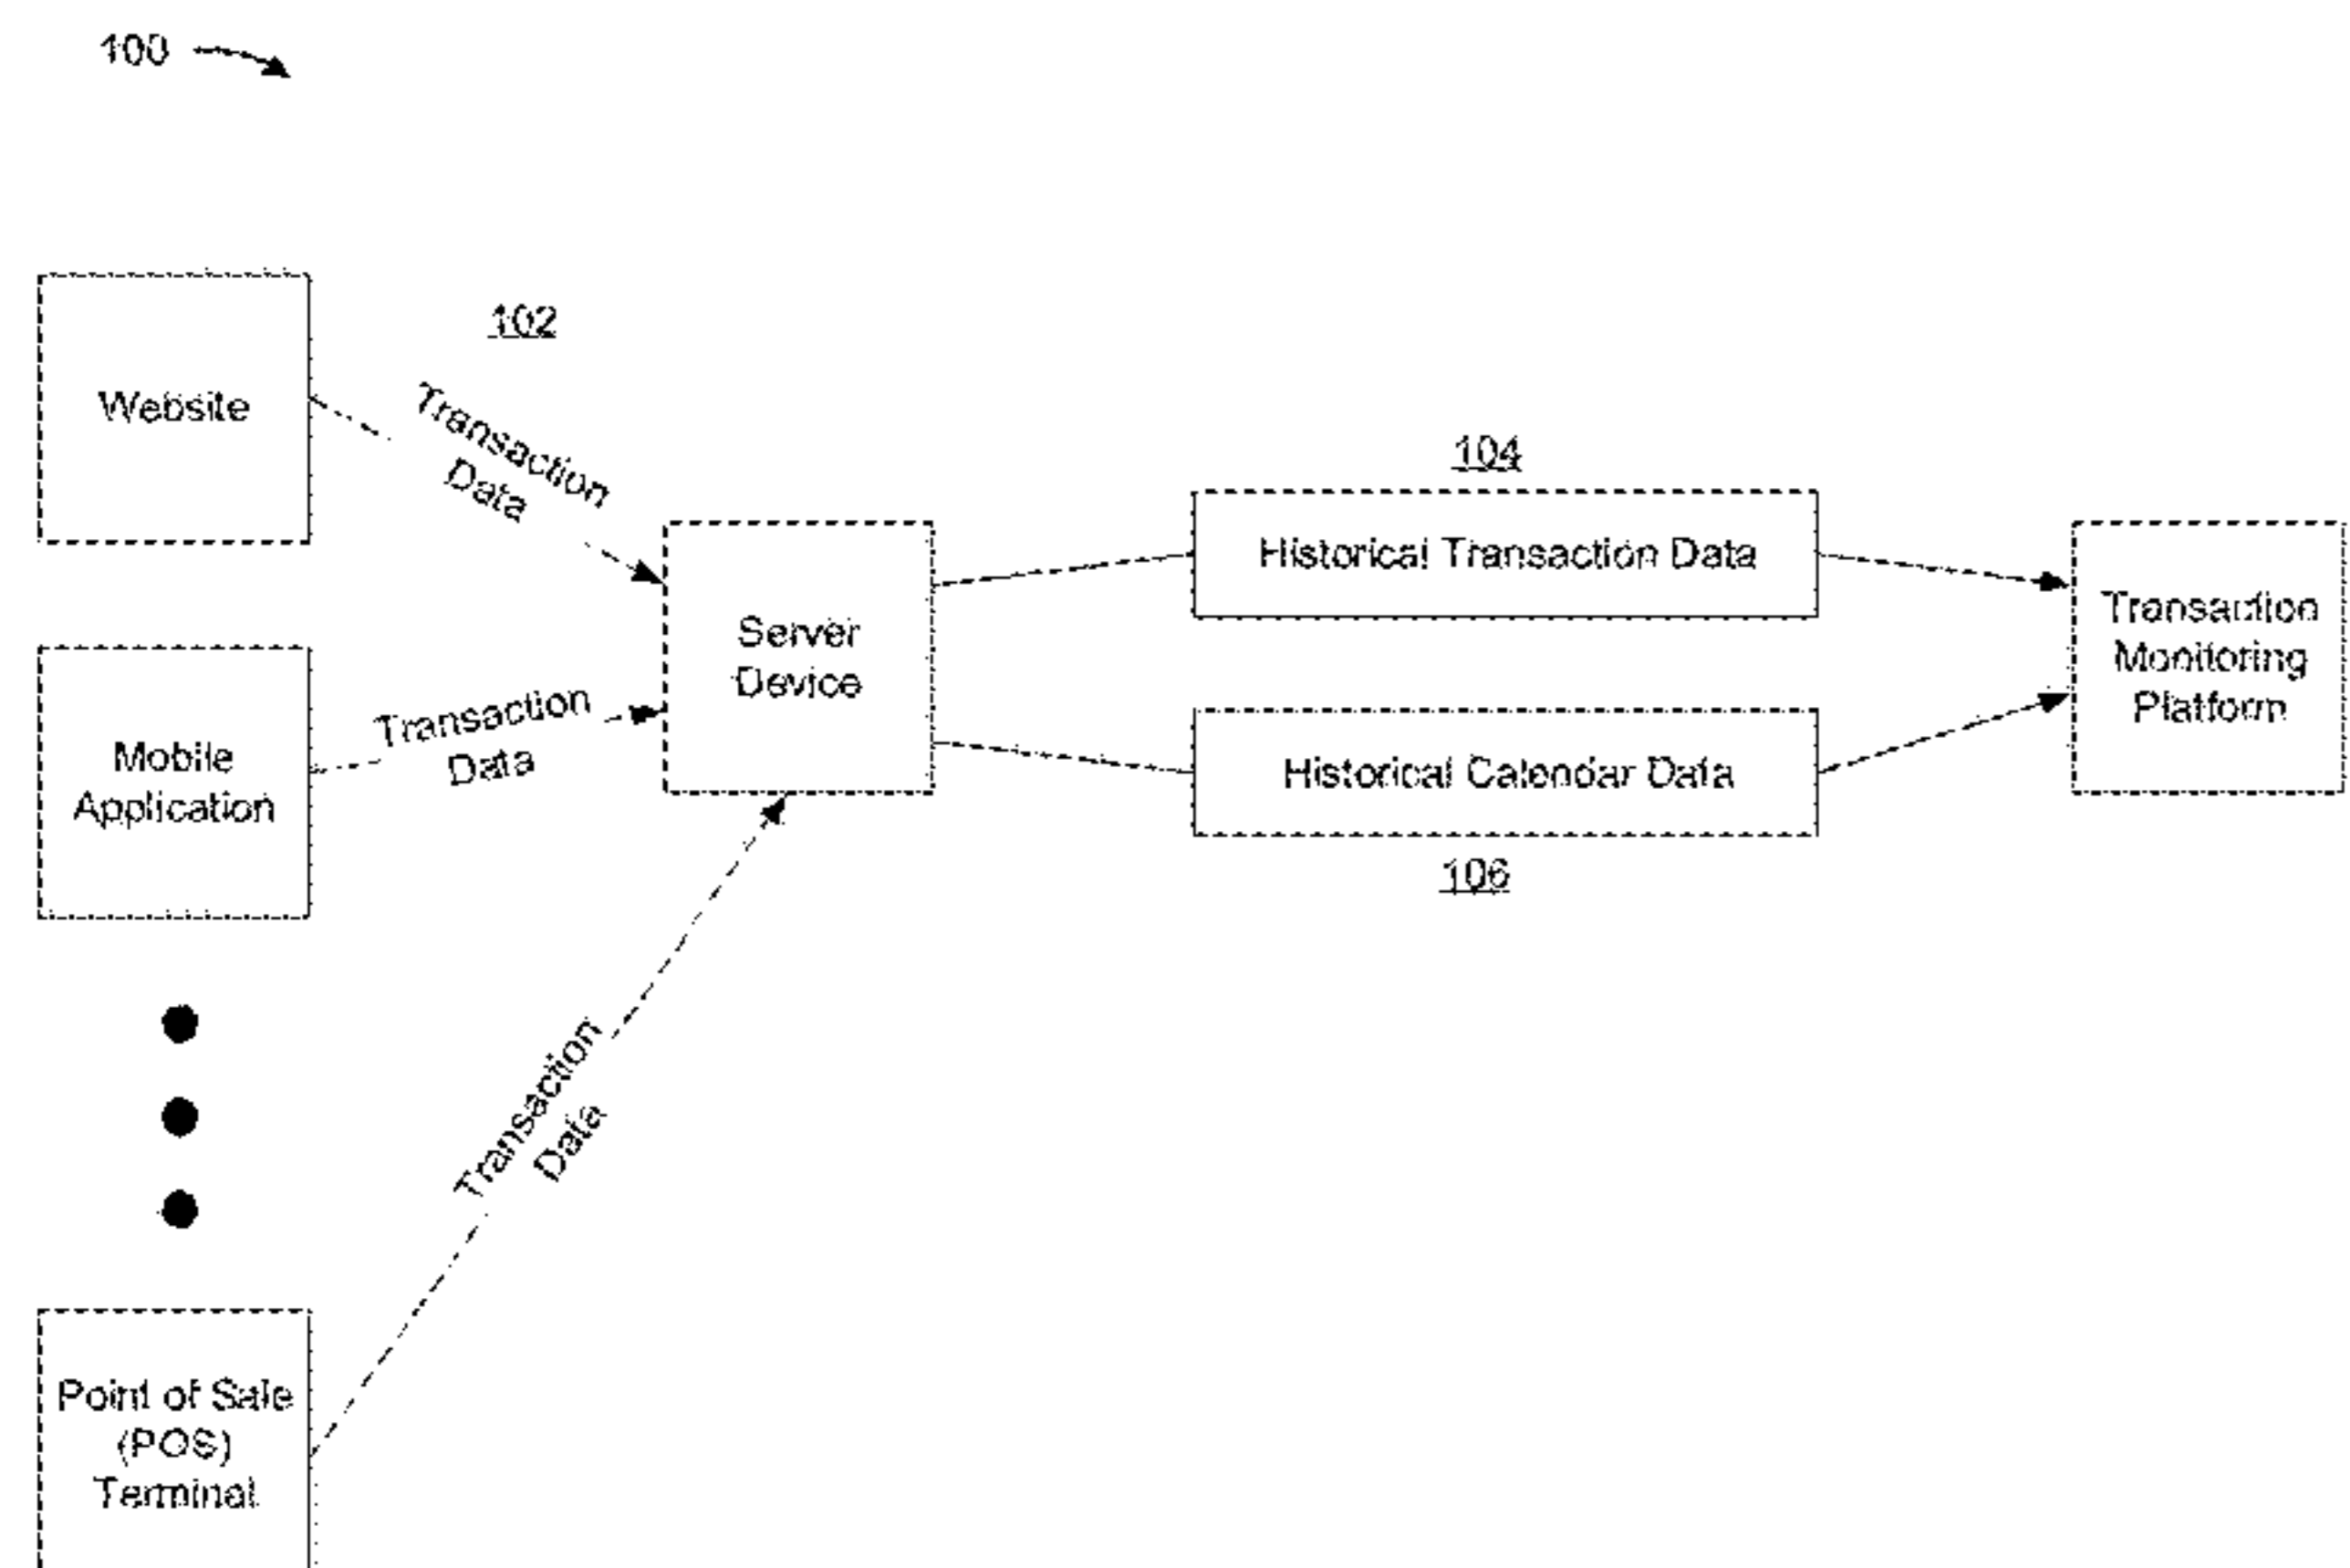 100
Website
102
Transaction
Data
104
Historical Transaction Data
Server
Device
Transaction
Monitoring
Platform
Mobile
Application
Transaction
Data
Historical Calendar Data
106
Transaction
Data
Point of Sale
(POS)
Terminal